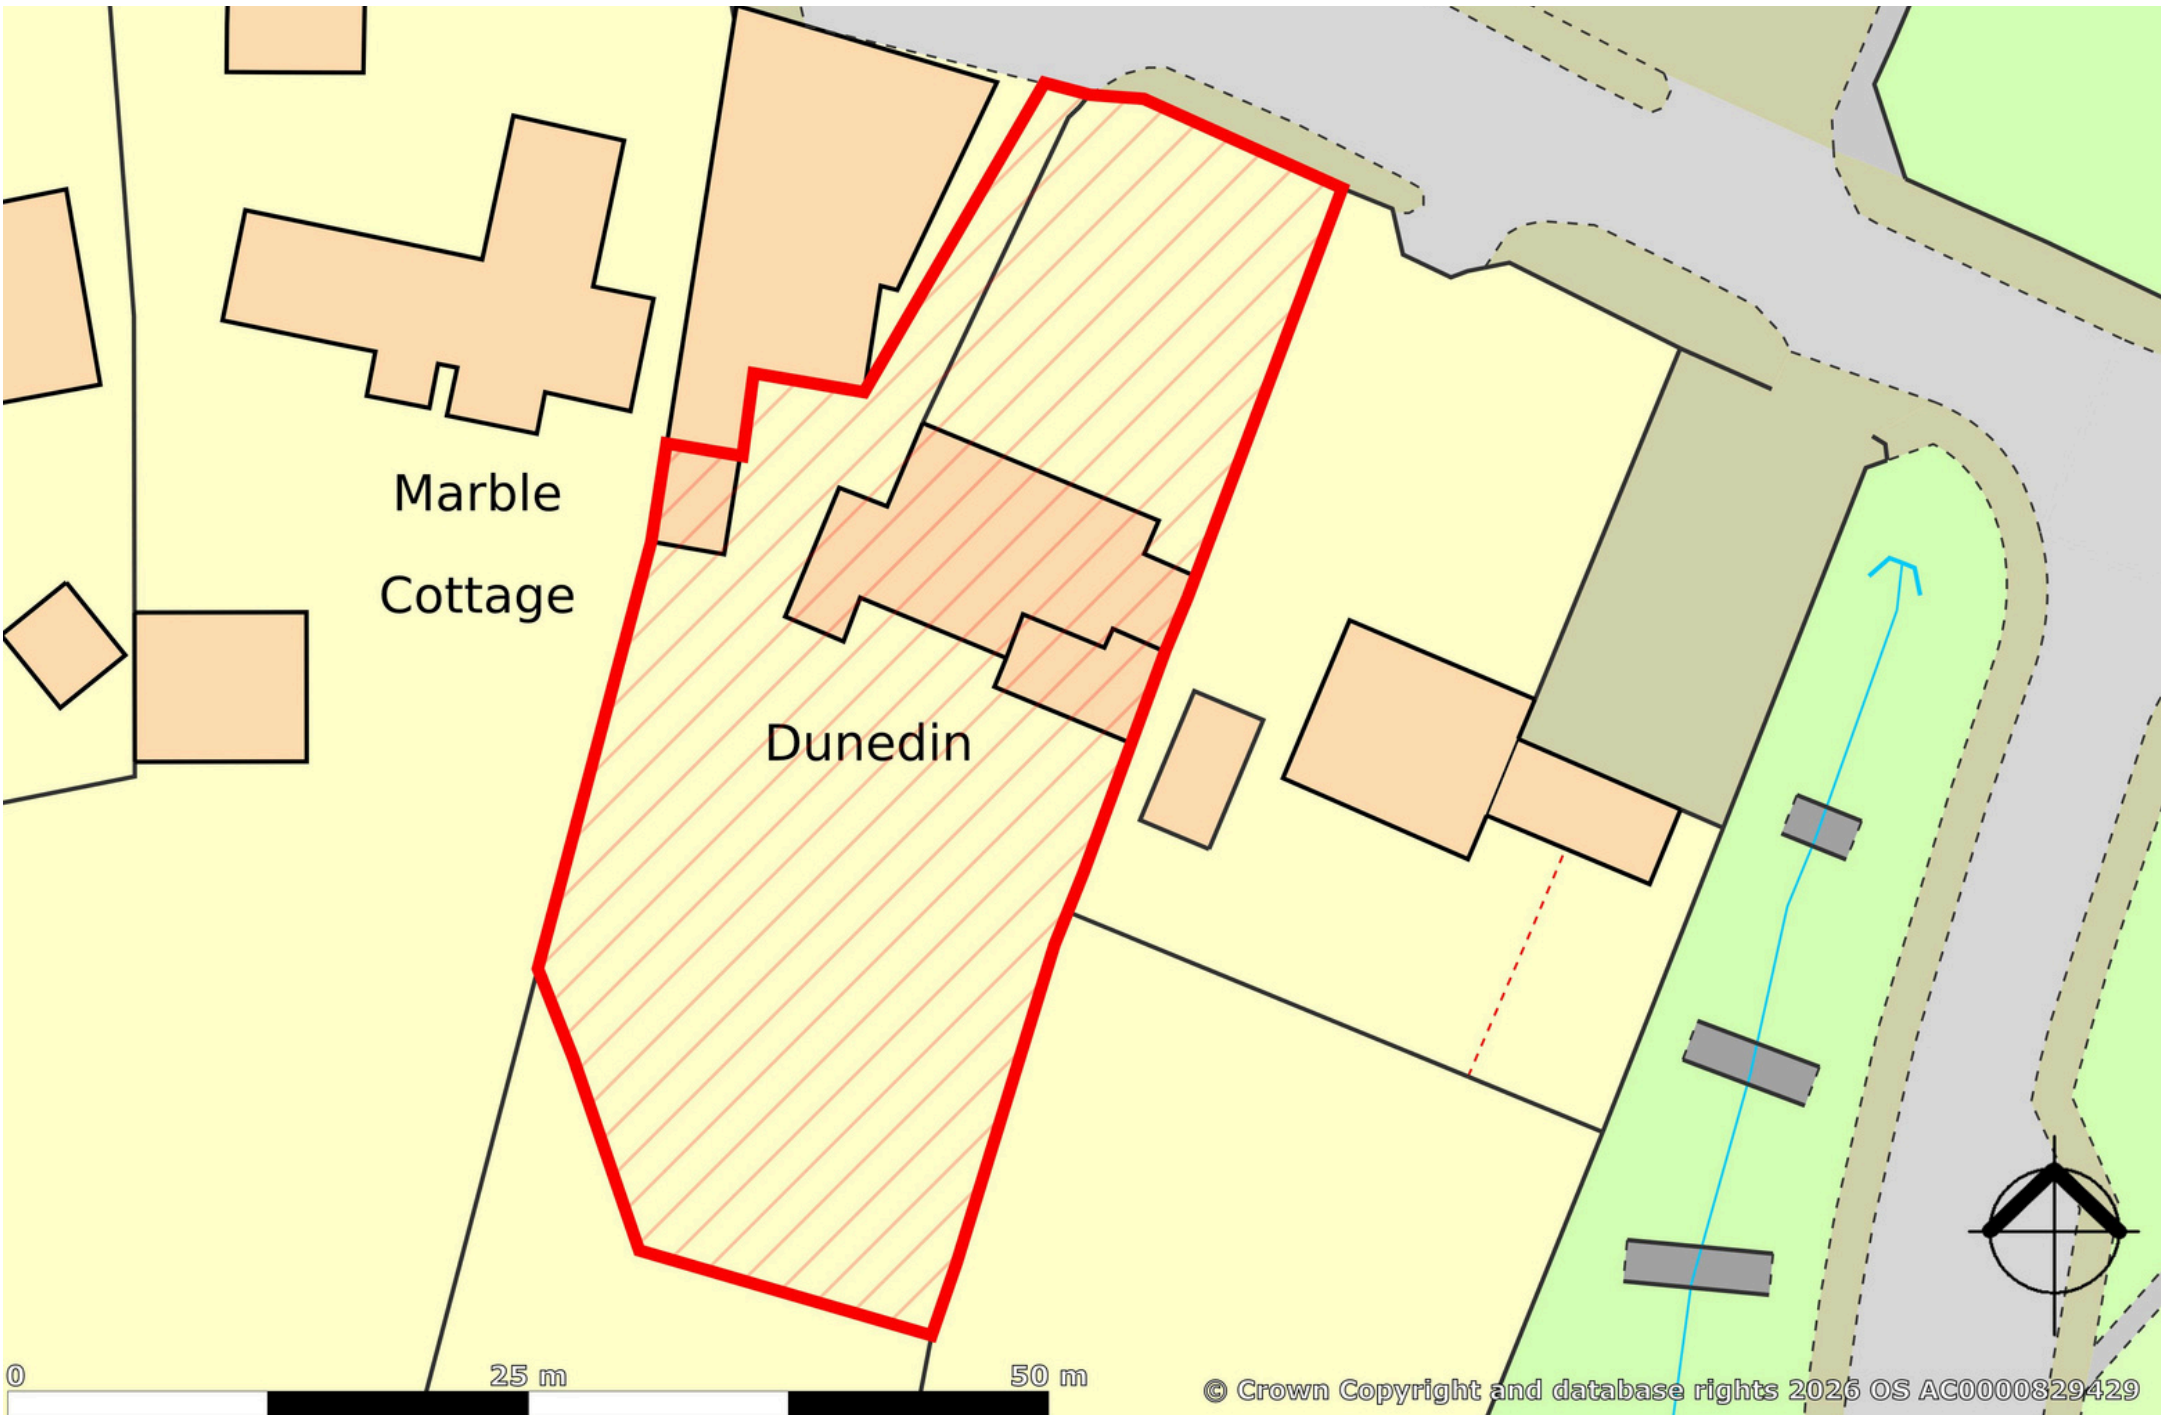 Marble
Cottage
Dunedin
0 25 m 50 m
© Crown Copyright and database rights 2026 OS AC0000829429